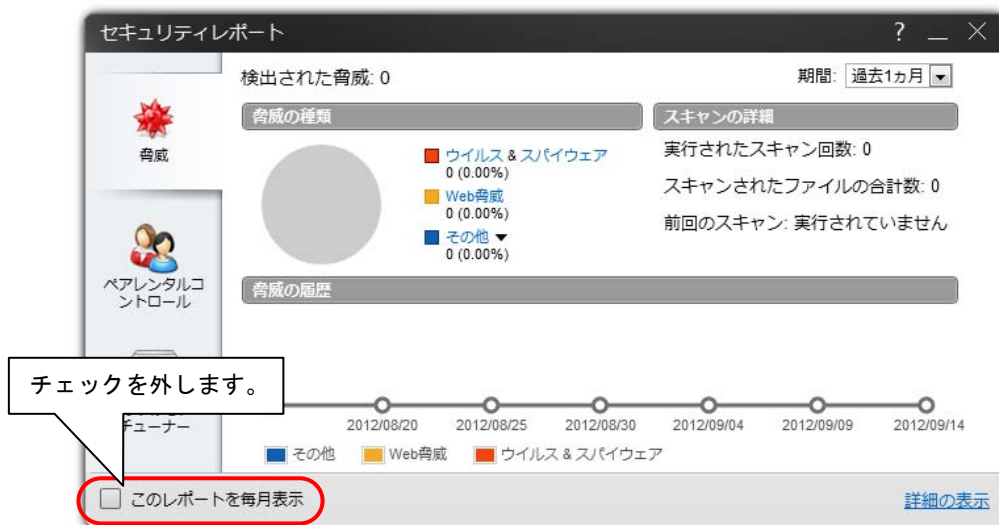 セキュリティレポート
?
検出された脅威: 0
期間: 過去1ヵ月
脅威
脅威の種類
ウイルス & スパイウェア
0 (0.00%)
Web脅威
0 (0.00%)
その他
0 (0.00%)
スキャンの詳細
実行されたスキャン回数: 0
スキャンされたファイルの合計数: 0
前回のスキャン: 実行されていません
ペアレンタルコ
ントロール
脅威の履歴
チェックを外します。
チューナー
2012/08/20 2012/08/25 2012/08/30 2012/09/04 2012/09/09 2012/09/14
その他 Web脅威 ウイルス & スパイウェア
このレポートを毎月表示
詳細の表示